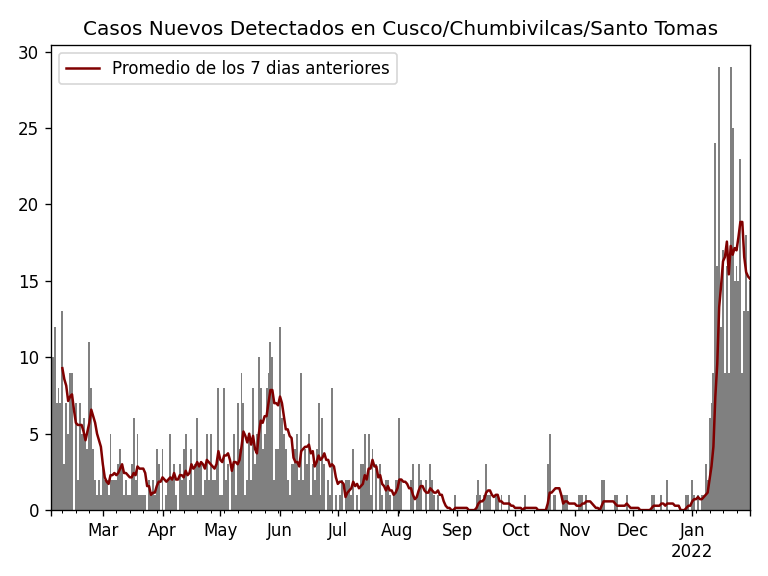 Casos Nuevos Detectados en Cusco/Chumbivilcas/Santo Tomas
Promedio de los 7 dias anteriores
30
25
20
15
10
5
0
Mar Apr May Jun Jul Aug Sep Oct Nov Dec Jan
2022